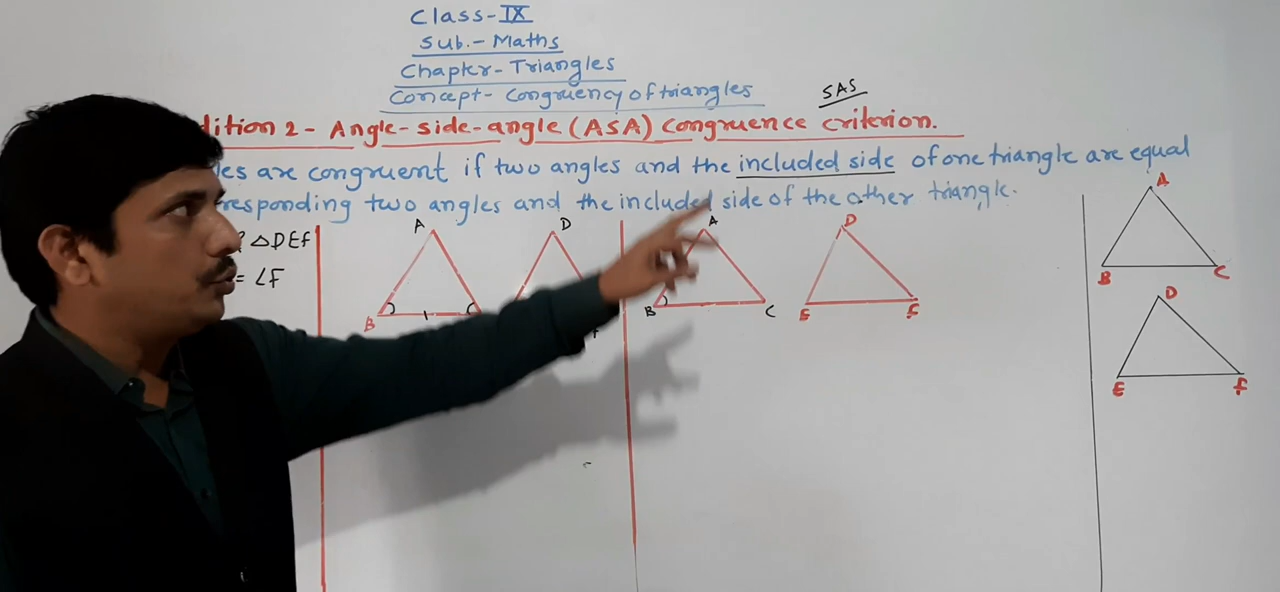 Class-IX
Sub.- Maths
Chapter- Triangles
Concept- Congruency of triangles
SAS
dition 2 - Angle-side-angle (ASA) congruence criterion.
les are congruent if two angles and the included side of one triangle are equal
responding two angles and the included side of the other triangle.
? △DEF
= ∠F
A
B
D
F
A
B
C
D
E
F
A
B
C
D
E
F